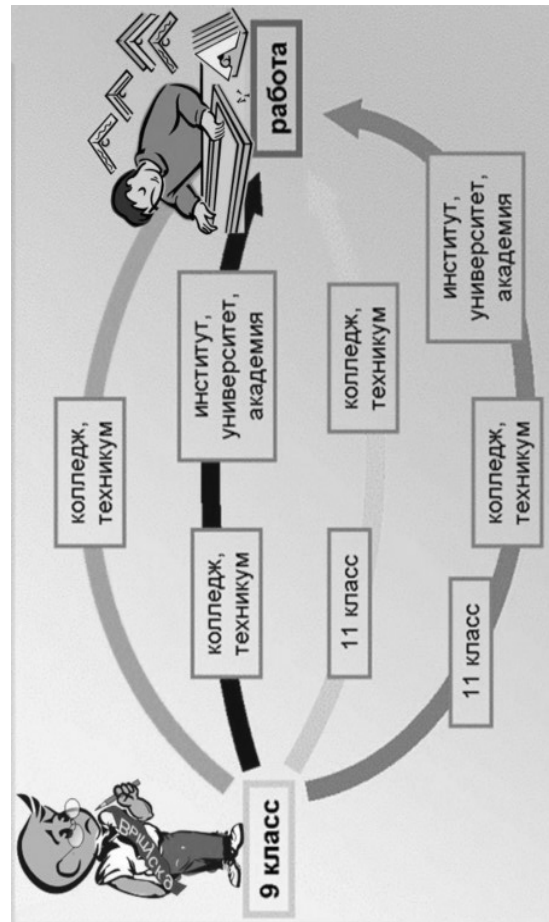 9 класс
колледж,
техникум
колледж,
техникум
институт,
университет,
академия
11 класс
колледж,
техникум
11 класс
колледж,
техникум
институт,
университет,
академия
работа